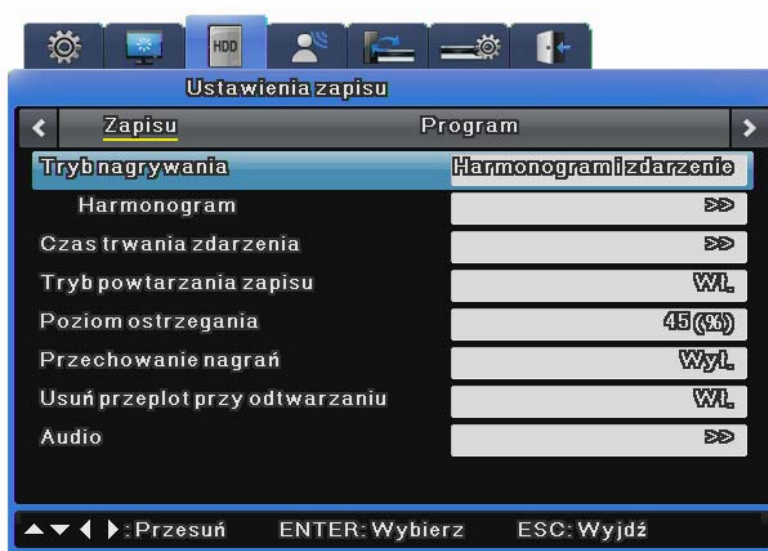 HDD
Ustawienia zapisu
Zapisu Program
Tryb nagrywania Harmonogram i zdarzenie
Harmonogram >>
Czas trwania zdarzenia >>
Tryb powtarzania zapisu Wł.
Poziom ostrzegania 45(%)
Przechowanie nagrań Wył.
Usuń przeplot przy odtwarzaniu Wł.
Audio >>
:Przesuń ENTER:Wybierz ESC:Wyjdź